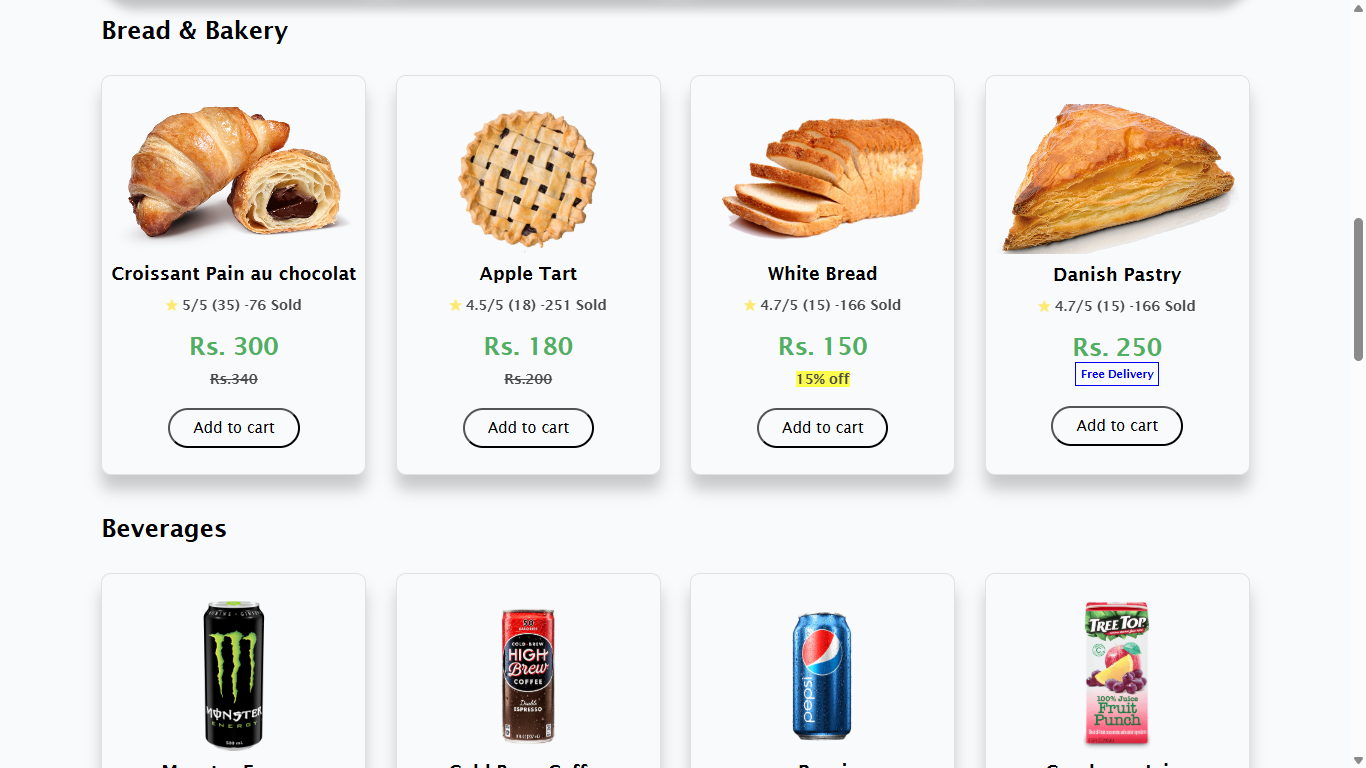 Bread & Bakery
Croissant Pain au chocolat
5/5 (35) -76 Sold
Rs. 300
Rs.340
Add to cart
Apple Tart
4.5/5 (18) -251 Sold
Rs. 180
Rs.200
Add to cart
White Bread
4.7/5 (15) -166 Sold
Rs. 150
15% off
Add to cart
Danish Pastry
4.7/5 (15) -166 Sold
Rs. 250
Free Delivery
Add to cart
Beverages
MONSTER
ENERGY
COLD-BREW
HIGH
Brew
COFFEE
Double
ESPRESSO
pepsi
TREE TOP
100% Juice
Fruit
Punch